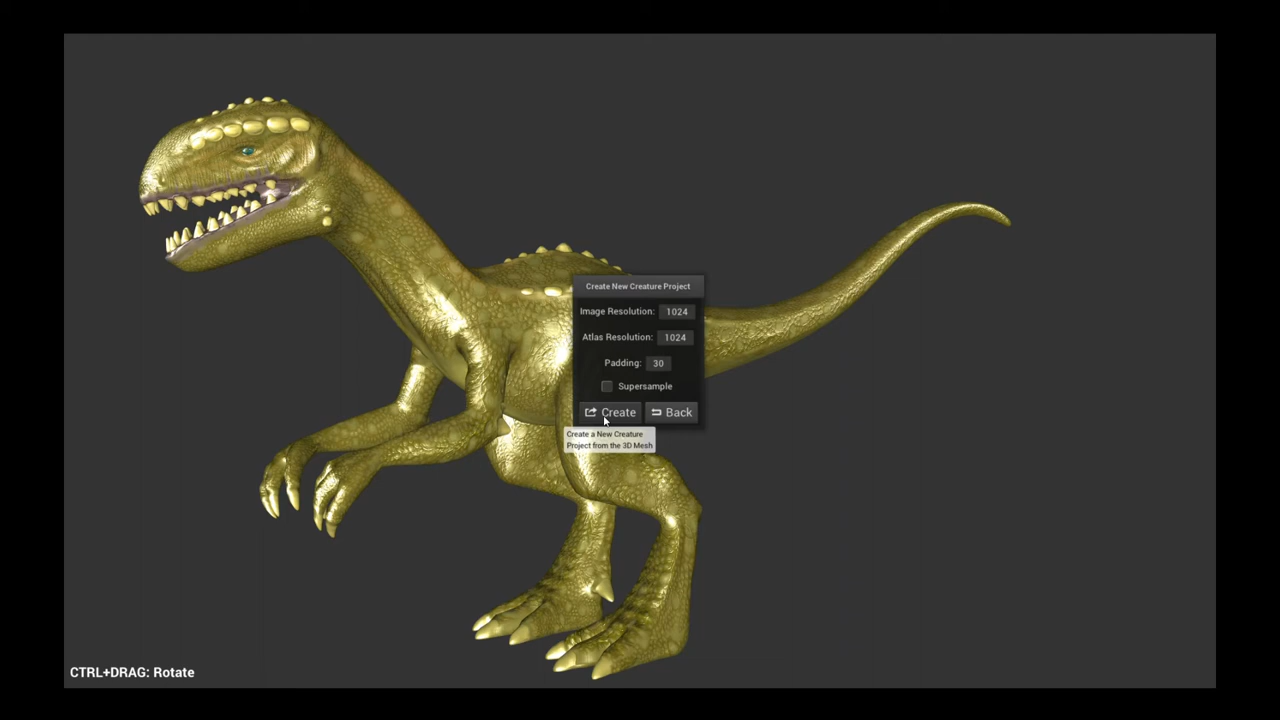 Create New Creature Project
Image Resolution: 1024
Atlas Resolution: 1024
Padding: 30
Supersample
Create Back
Create a New Creature
Project from the 3D Mesh
CTRL+DRAG: Rotate